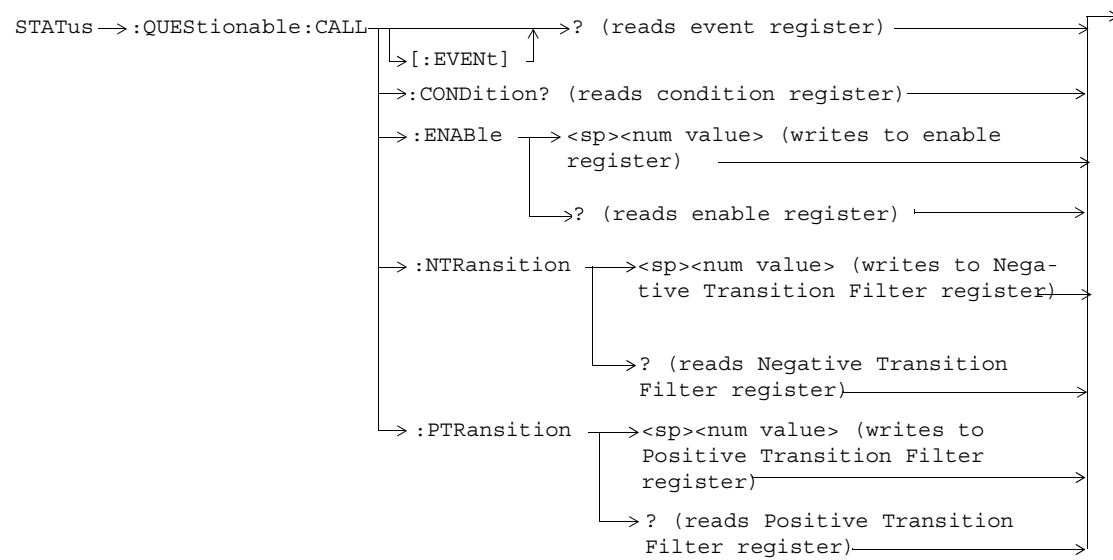 STATus :QUEStionable:CALL ? (reads event register)
[:EVENt]
:CONDition? (reads condition register)
:ENABle <sp><num value> (writes to enable
register)
? (reads enable register)
:NTRansition <sp><num value> (writes to Nega-
tive Transition Filter register)
? (reads Negative Transition
Filter register)
:PTRansition <sp><num value> (writes to
Positive Transition Filter
register)
? (reads Positive Transition
Filter register)